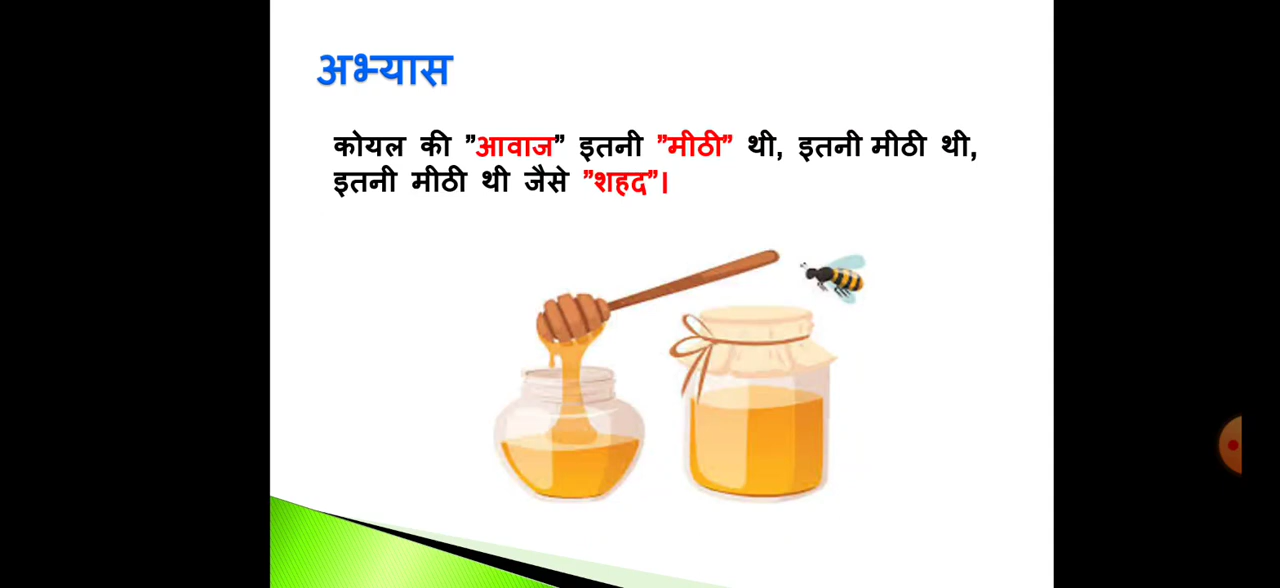 अभ्यास
कोयल की ”आवाज” इतनी ”मीठी” थी, इतनी मीठी थी,
इतनी मीठी थी जैसे ”शहद”।